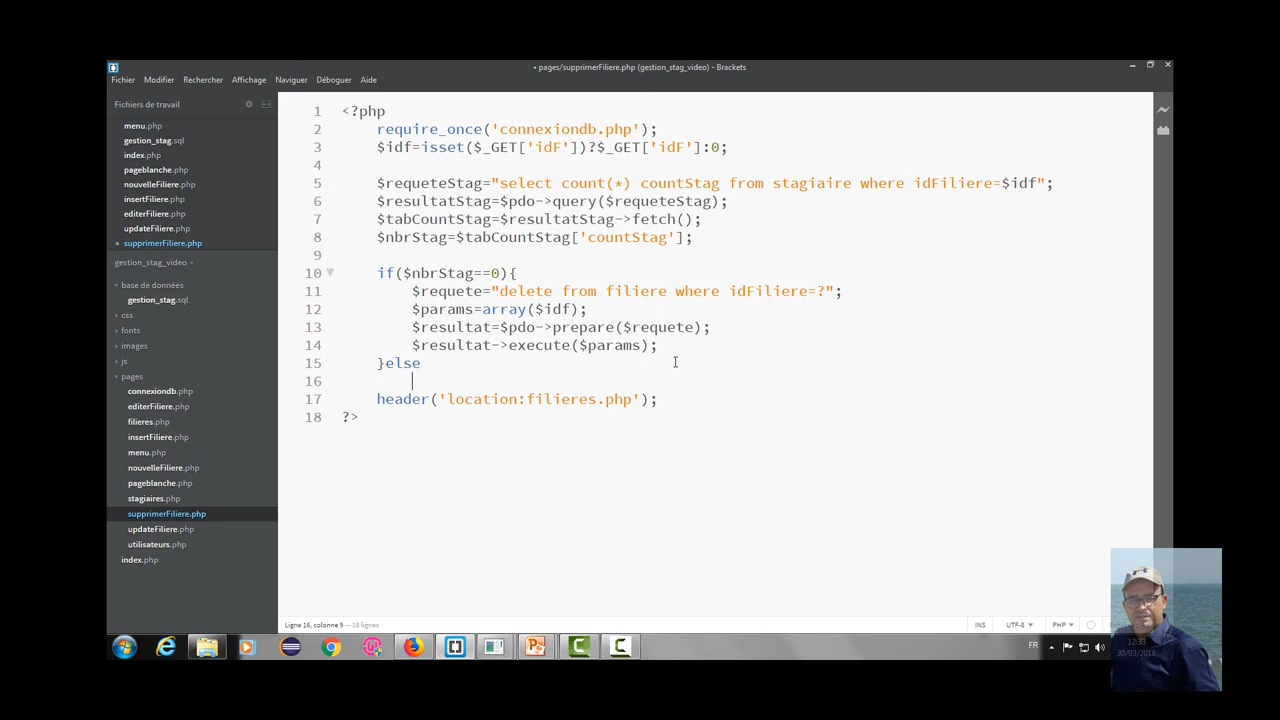 • pages/supprimerFiliere.php (gestion_stag_video) - Brackets
Fichier Modifier Rechercher Affichage Naviguer Déboguer Aide
Fichiers de travail
menu.php
gestion_stag.sql
index.php
pageblanche.php
nouvelleFiliere.php
insertFiliere.php
editerFiliere.php
updateFiliere.php
• supprimerFiliere.php
gestion_stag_video
base de données
gestion_stag.sql
css
fonts
images
js
pages
connexiondb.php
editerFiliere.php
filieres.php
insertFiliere.php
menu.php
nouvelleFiliere.php
pageblanche.php
stagiaires.php
supprimerFiliere.php
updateFiliere.php
utilisateurs.php
index.php
1 <?php
2 require_once('connexiondb.php');
3 $idf=isset($_GET['idF'])?$_GET['idF']:0;
4
5 $requeteStag="select count(*) countStag from stagiaire where idFiliere=$idf";
6 $resultatStag=$pdo->query($requeteStag);
7 $tabCountStag=$resultatStag->fetch();
8 $nbrStag=$tabCountStag['countStag'];
9
10 if($nbrStag==0){
11 $requete="delete from filiere where idFiliere=?";
12 $params=array($idf);
13 $resultat=$pdo->prepare($requete);
14 $resultat->execute($params);
15 }else
16
17 header('location:filieres.php');
18 ?>
Ligne 16, colonne 9 — 18 lignes
INS UTF-8 PHP
FR
12:33
30/03/2018